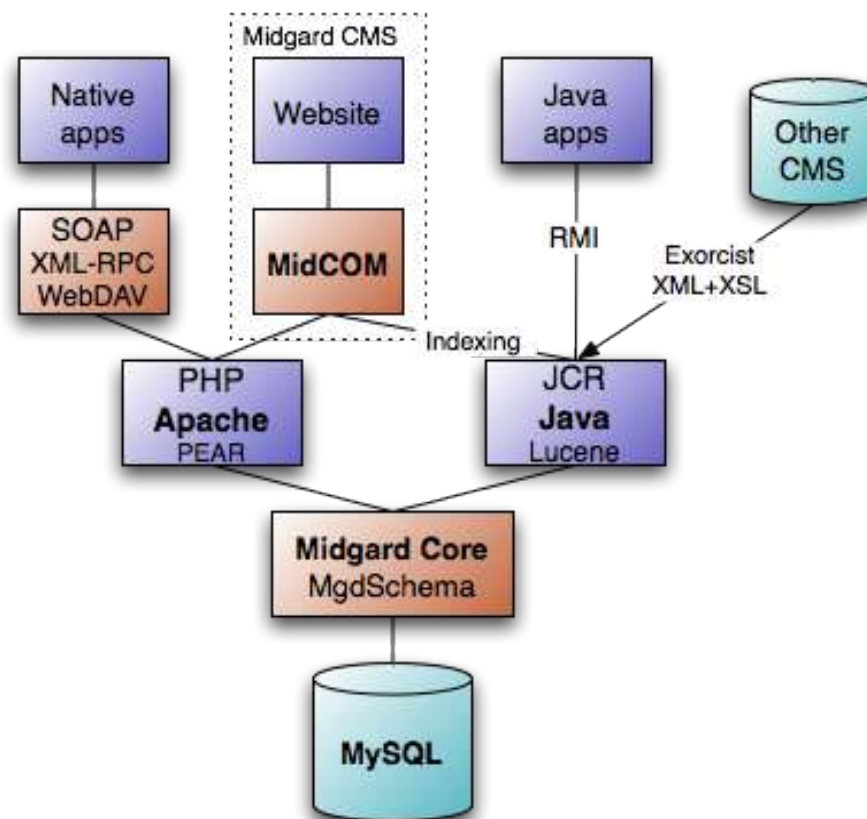 Midgard CMS
Native
apps
Website
Java
apps
Other
CMS
SOAP
XML-RPC
WebDAV
MidCOM
RMI
Exorcist
XML+XSL
Indexing
PHP
Apache
PEAR
JCR
Java
Lucene
Midgard Core
MgdSchema
MySQL